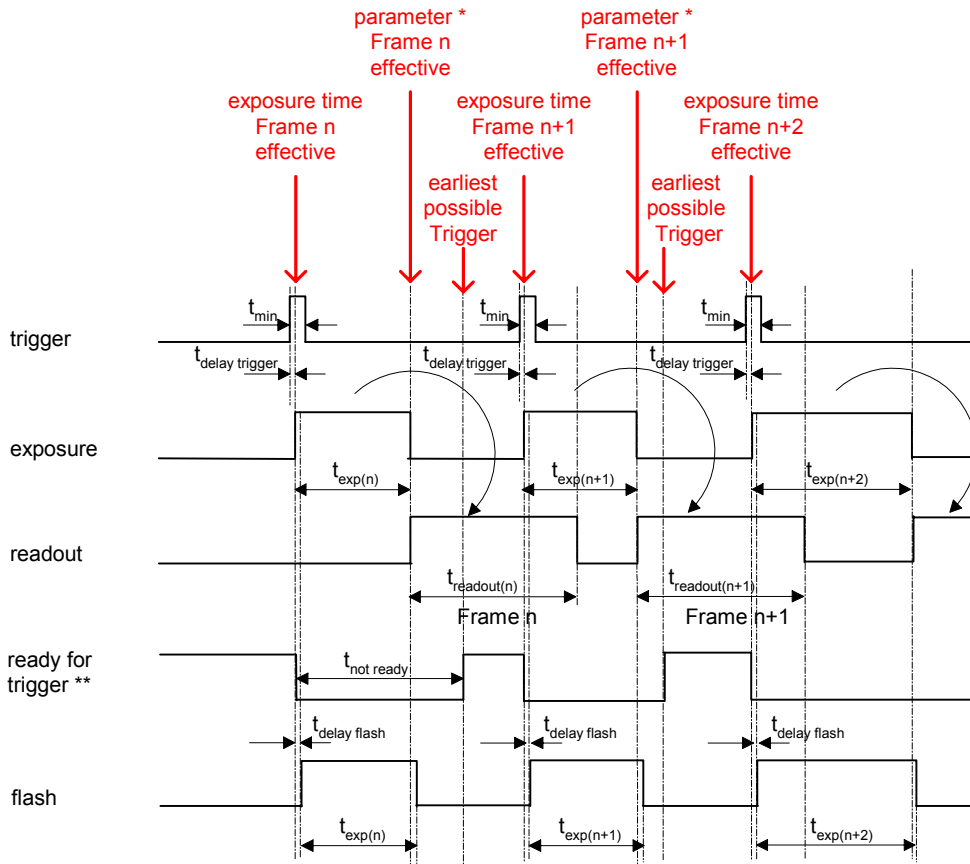 parameter *
Frame n
effective
parameter *
Frame n+1
effective
exposure time
Frame n
effective
exposure time
Frame n+1
effective
exposure time
Frame n+2
effective
earliest
possible
Trigger
earliest
possible
Trigger
trigger
tmin
tmin
tmin
tdelay trigger
tdelay trigger
tdelay trigger
exposure
texp(n)
texp(n+1)
texp(n+2)
readout
treadout(n)
treadout(n+1)
Frame n
Frame n+1
ready for
trigger **
tnot ready
tdelay flash
tdelay flash
tdelay flash
flash
texp(n)
texp(n+1)
texp(n+2)